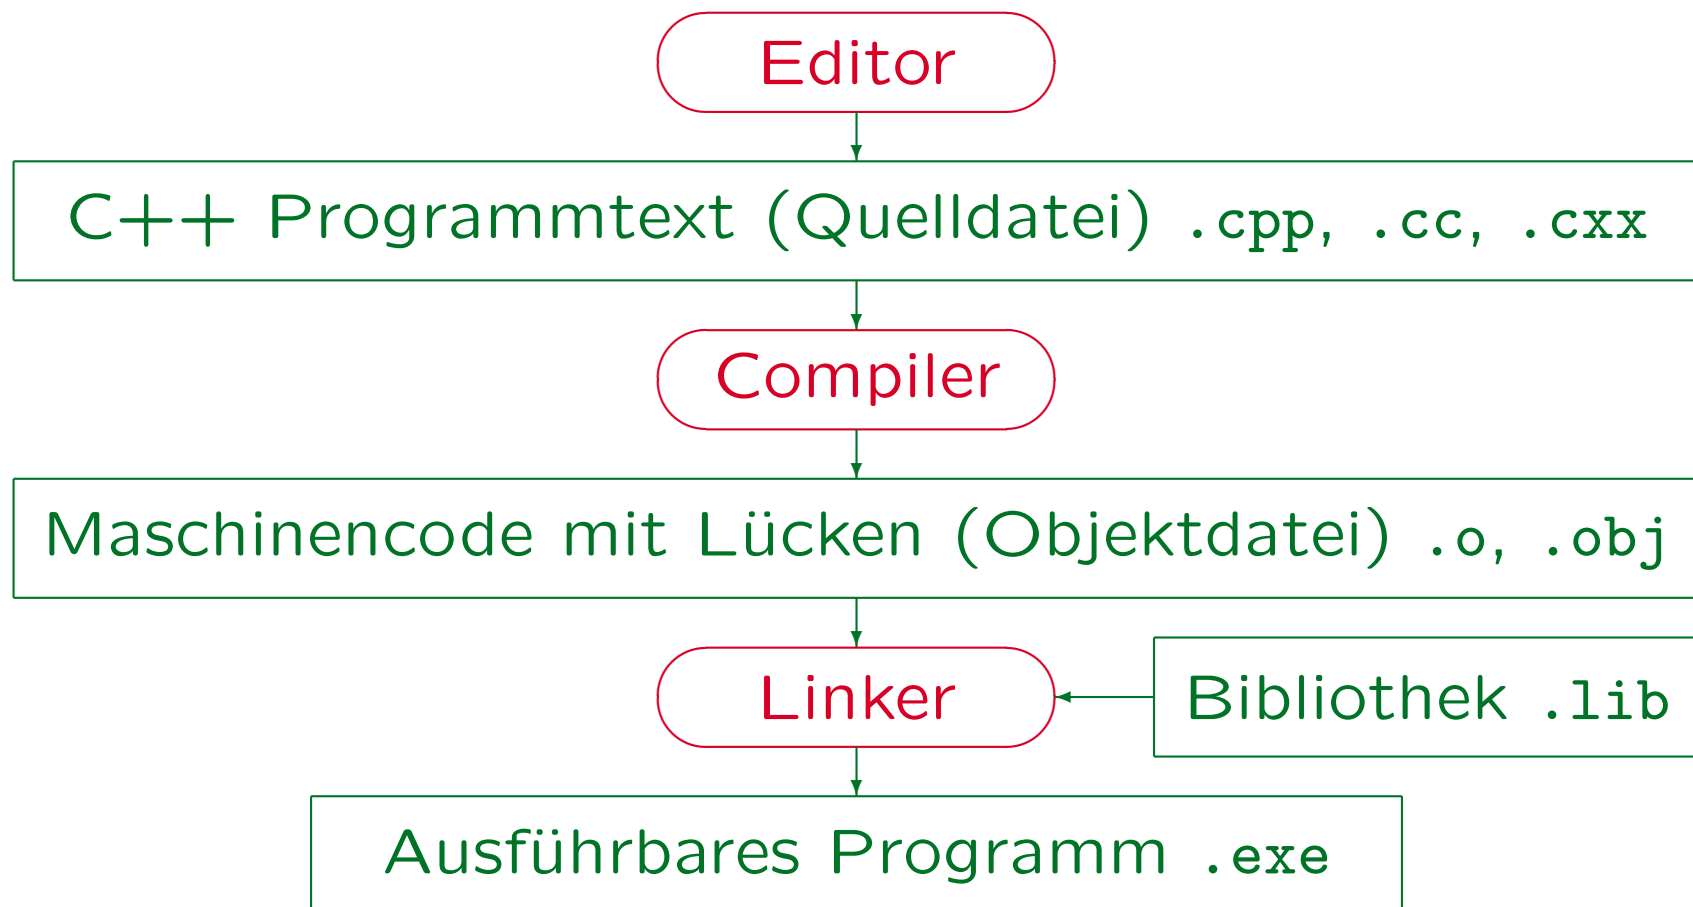 Editor
C++ Programmtext (Quelldatei) .cpp, .cc, .cxx
Compiler
Maschinencode mit Lücken (Objektdatei) .o, .obj
Linker
Bibliothek .lib
Ausführbares Programm .exe